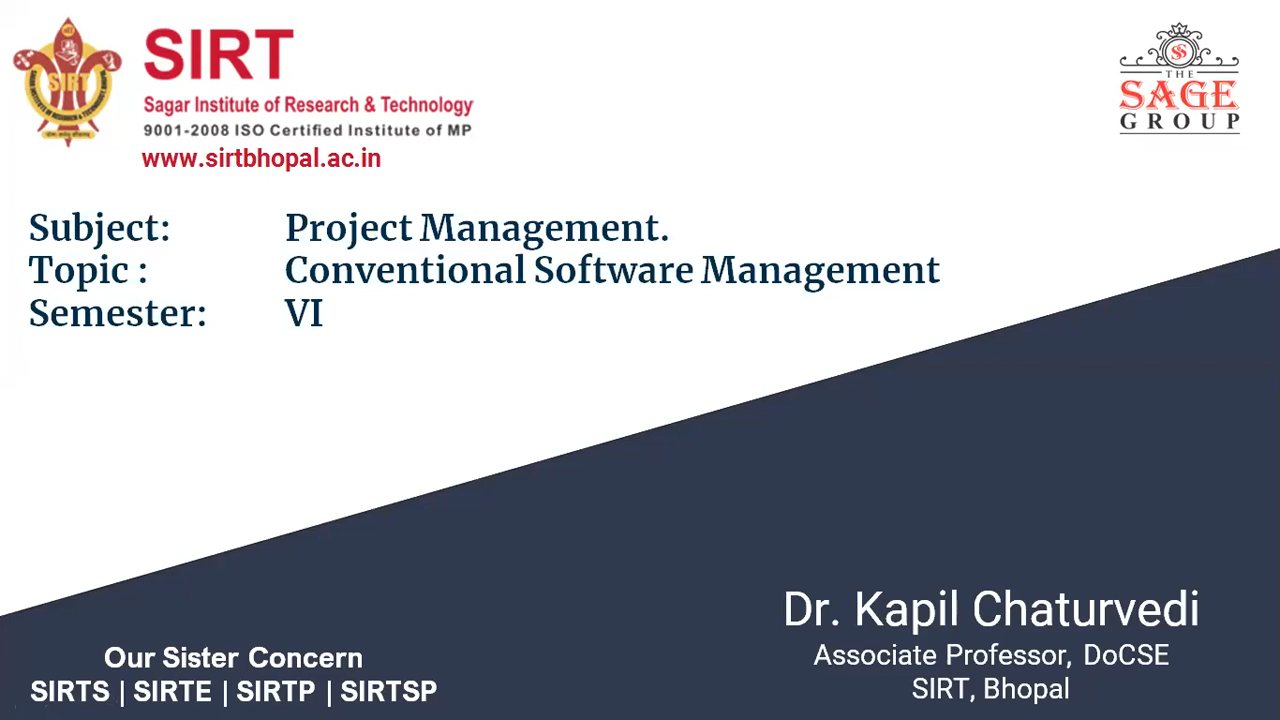 SIRT
Sagar Institute of Research & Technology
9001-2008 ISO Certified Institute of MP
www.sirtbhopal.ac.in
SIRT
THE
SAGE
GROUP
Subject: Project Management.
Topic : Conventional Software Management
Semester: VI
Dr. Kapil Chaturvedi
Associate Professor, DoCSE
SIRT, Bhopal
Our Sister Concern
SIRTS | SIRTE | SIRTP | SIRTSP